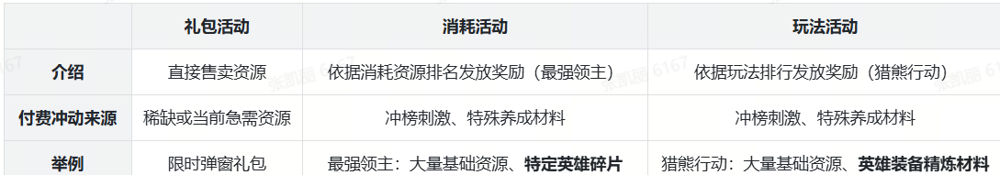 礼包活动 消耗活动 玩法活动
介绍 直接售卖资源 依据消耗资源排名发放奖励（最强领主） 依据玩法排行发放奖励（猎熊行动）
付费冲动来源 稀缺或当前急需资源 冲榜刺激、特殊养成材料 冲榜刺激、特殊养成材料
举例 限时弹窗礼包 最强领主：大量基础资源、特定英雄碎片 猎熊行动：大量基础资源、英雄装备精炼材料